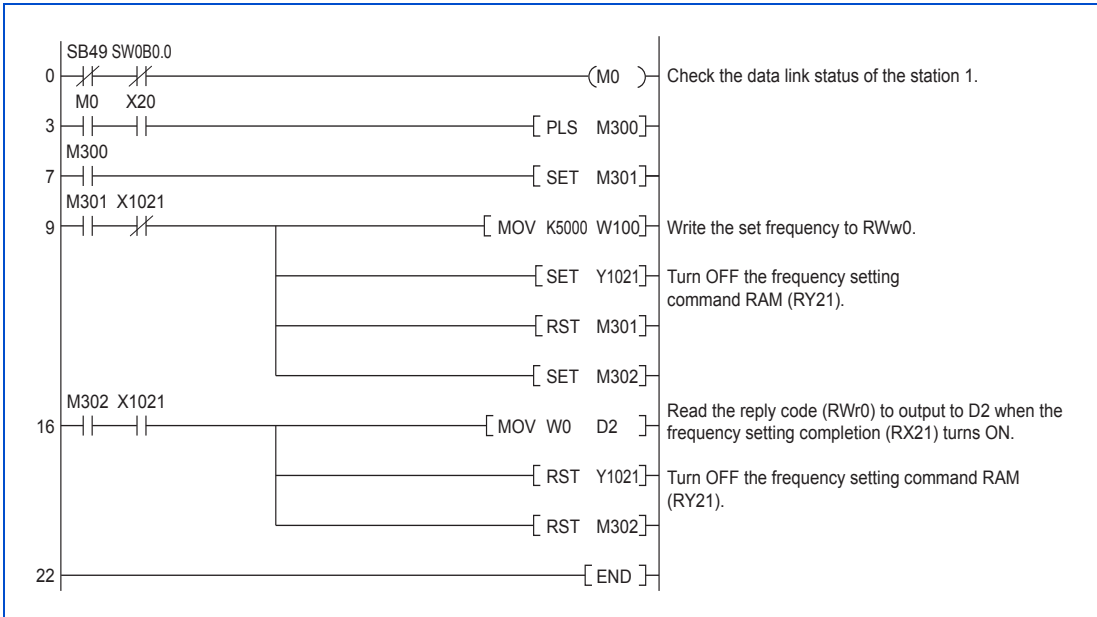 SB49 SW0B0.0
0 (M0 ) Check the data link status of the station 1.
M0 X20
3 [ PLS M300]
M300
7 [ SET M301]
M301 X1021
9 [ MOV K5000 W100] Write the set frequency to RWw0.
[ SET Y1021] Turn OFF the frequency setting
command RAM (RY21).
[ RST M301]
[ SET M302]
M302 X1021
16 [ MOV W0 D2 ] Read the reply code (RWr0) to output to D2 when the
frequency setting completion (RX21) turns ON.
[ RST Y1021] Turn OFF the frequency setting command RAM
(RY21).
[ RST M302]
22 [ END ]